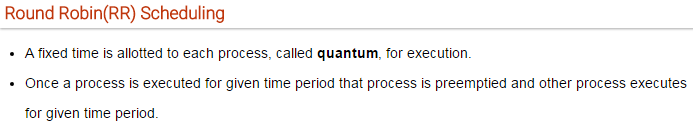 Round Robin(RR) Scheduling
• A fixed time is allotted to each process, called quantum, for execution.
• Once a process is executed for given time period that process is preemptied and other process executes
for given time period.